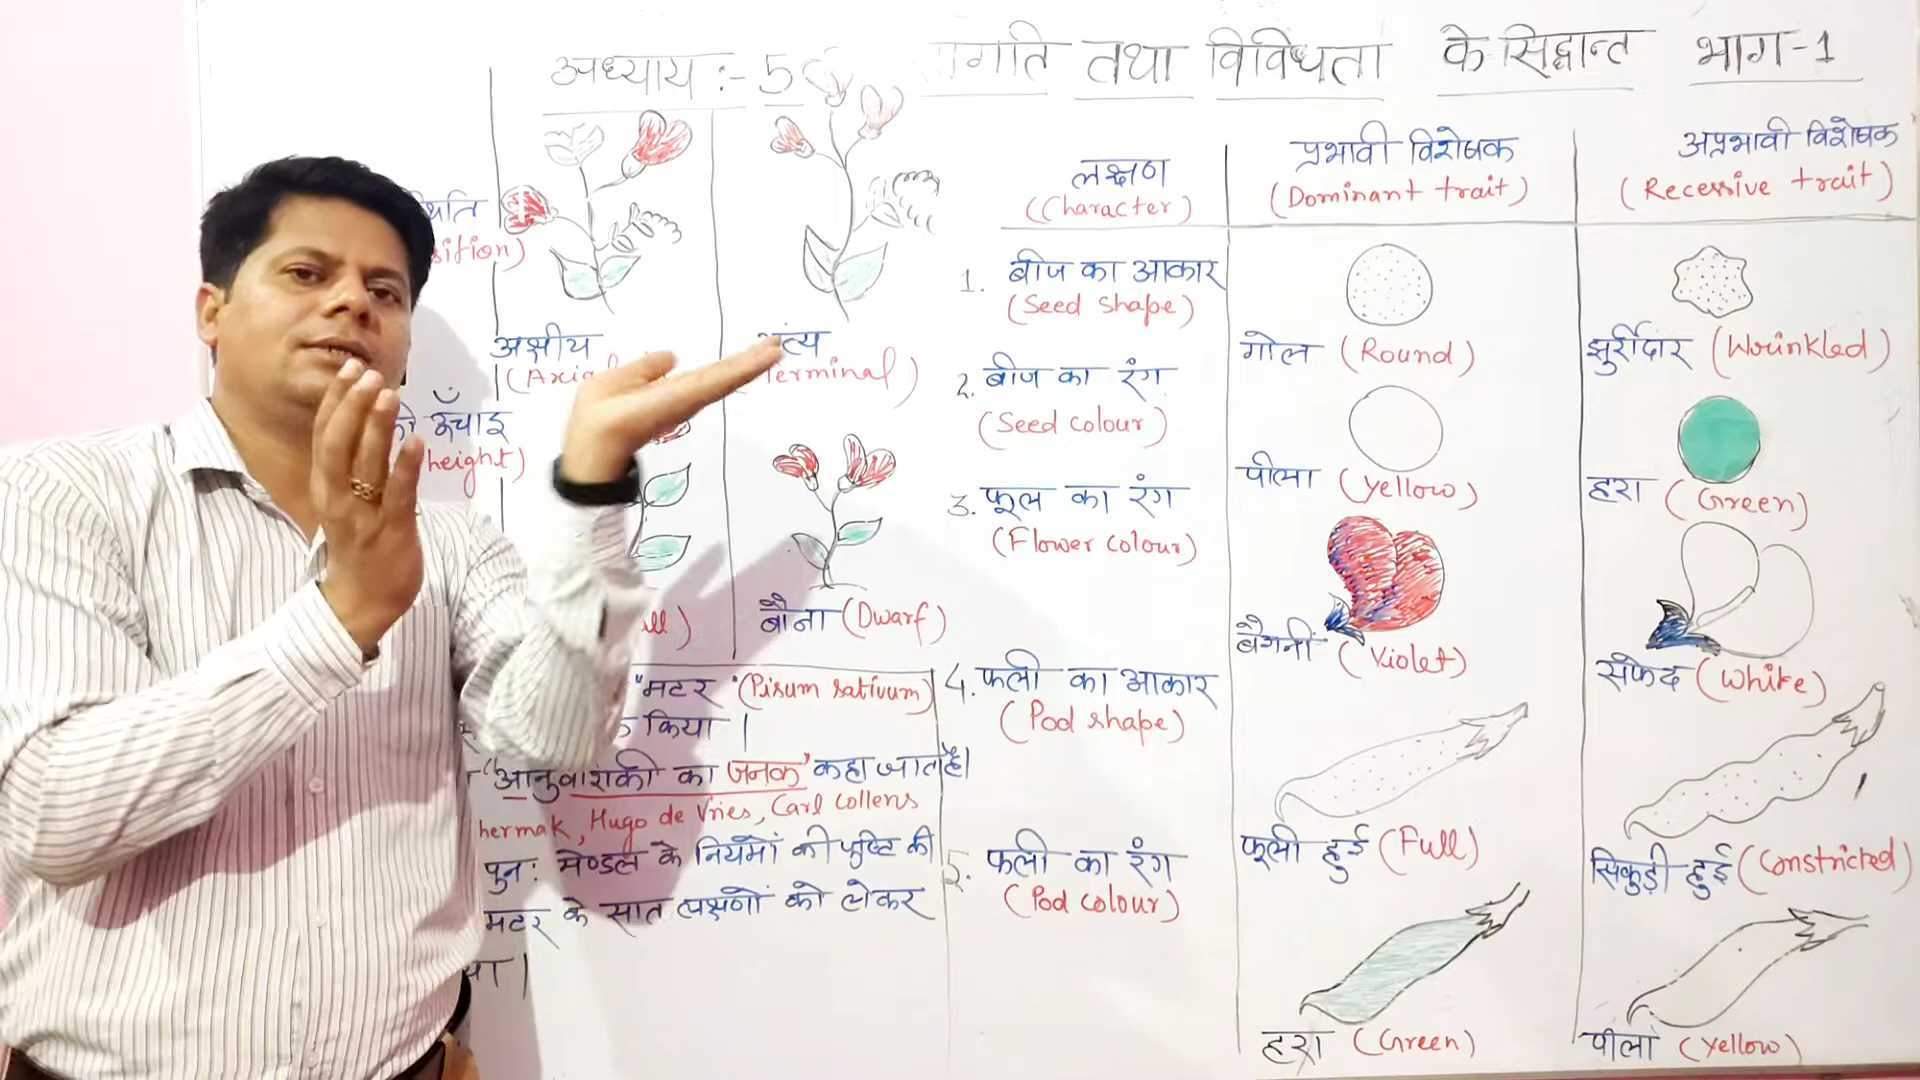 अध्याय :- 5
तथा विविधता के सिद्धान्त भाग-1
लक्षण
(Character)
प्रभावी विशेषक
(Dominant trait)
अप्रभावी विशेषक
(Recessive trait)
1. बीज का आकार
(Seed shape)
गोल (Round)
झुर्रीदार (Wrinkled)
2. बीज का रंग
(Seed colour)
पीला (Yellow)
हरा (Green)
3. फूल का रंग
(Flower colour)
बैगनी (Violet)
सफेद (White)
4. फली का आकार
(Pod shape)
फूली हुई (Full)
सिकुड़ी हुई (Constricted)
5. फली का रंग
(Pod colour)
हरा (Green)
पीला (Yellow)
अक्षीय
ऊँचाइ
height)
बौना (Dwarf)
"मटर "(Pisum sativum)
किया |
"आनुवाशकी का जनक" कहा जाता है।
hermak, Hugo de Vries, Carl Collens
पुनः मेण्डल के नियमों की पुष्टि की
मटर के सात लक्षणों को लेकर